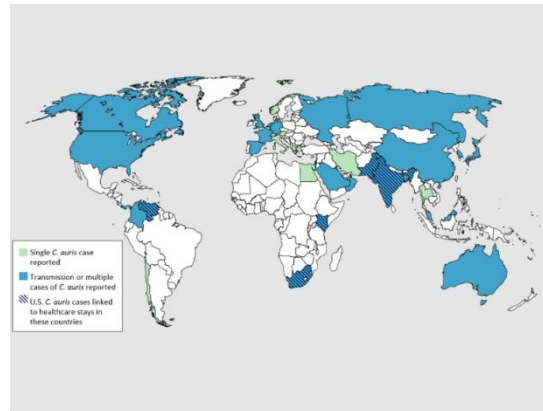 Single C. auris case
reported
Transmission or multiple
cases of C. auris reported
U.S. C. auris cases linked
to healthcare stays in
these countries